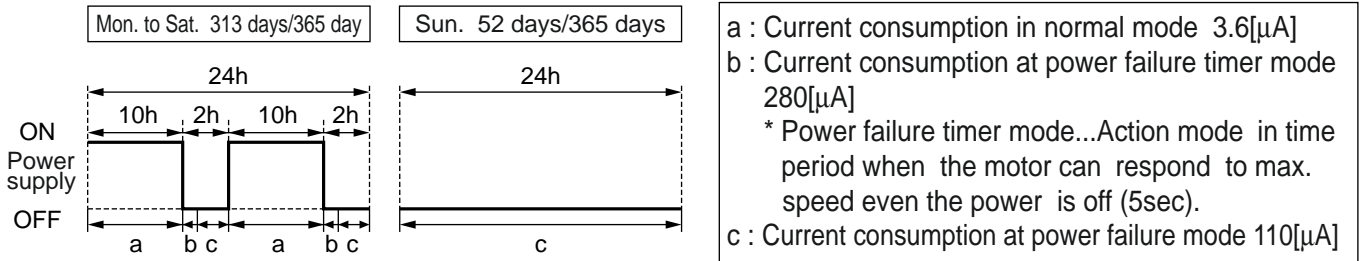 Mon. to Sat. 313 days/365 day
Sun. 52 days/365 days
24h
24h
10h 2h 10h 2h
ON
Power
supply
OFF
a b c a b c
c
a : Current consumption in normal mode 3.6[µA]
b : Current consumption at power failure timer mode
280[µA]
* Power failure timer mode...Action mode in time
period when the motor can respond to max.
speed even the power is off (5sec).
c : Current consumption at power failure mode 110[µA]